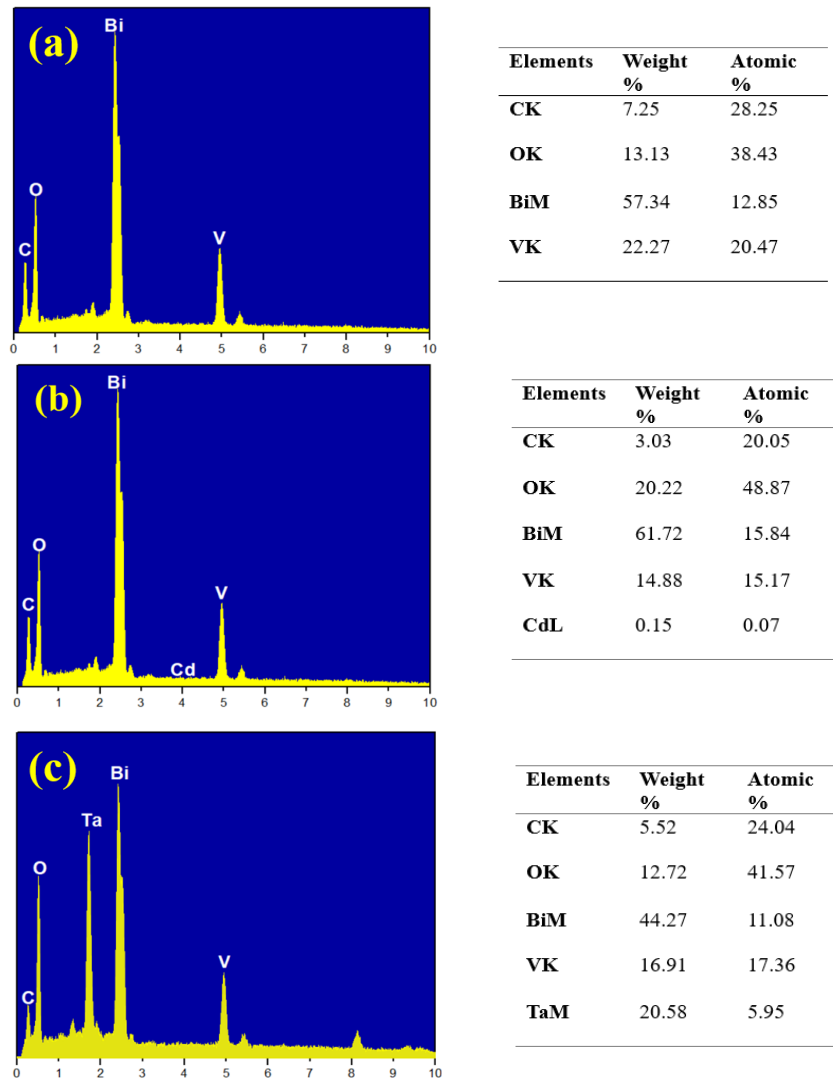 (a)
Bi
O
C
V
0 1 2 3 4 5 6 7 8 9 10
Elements Weight % Atomic %
CK 7.25 28.25
OK 13.13 38.43
BiM 57.34 12.85
VK 22.27 20.47
(b)
Bi
O
C
V
Cd
0 1 2 3 4 5 6 7 8 9 10
Elements Weight % Atomic %
CK 3.03 20.05
OK 20.22 48.87
BiM 61.72 15.84
VK 14.88 15.17
CdL 0.15 0.07
(c)
Bi
Ta
O
V
C
0 1 2 3 4 5 6 7 8 9 10
Elements Weight % Atomic %
CK 5.52 24.04
OK 12.72 41.57
BiM 44.27 11.08
VK 16.91 17.36
TaM 20.58 5.95